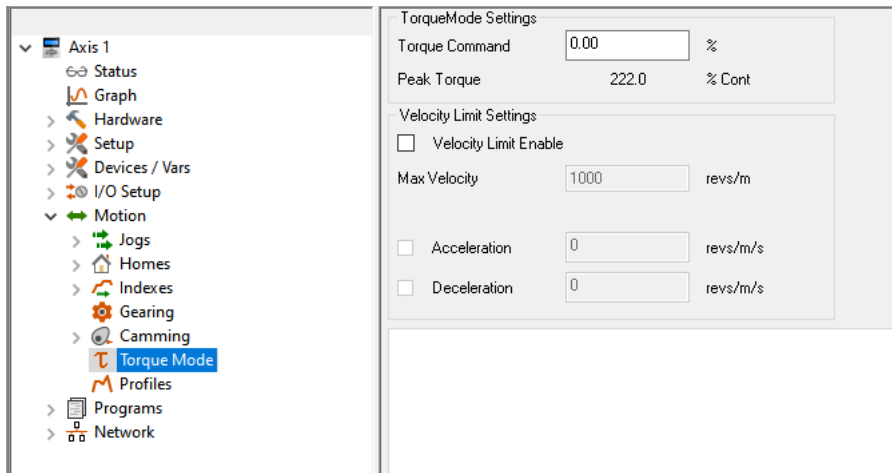 Axis 1
Status
Graph
Hardware
Setup
Devices / Vars
I/O Setup
Motion
Jogs
Homes
Indexes
Gearing
Camming
Torque Mode
Profiles
Programs
Network
TorqueMode Settings
Torque Command 0.00 %
Peak Torque 222.0 % Cont
Velocity Limit Settings
Velocity Limit Enable
Max Velocity 1000 revs/m
Acceleration 0 revs/m/s
Deceleration 0 revs/m/s